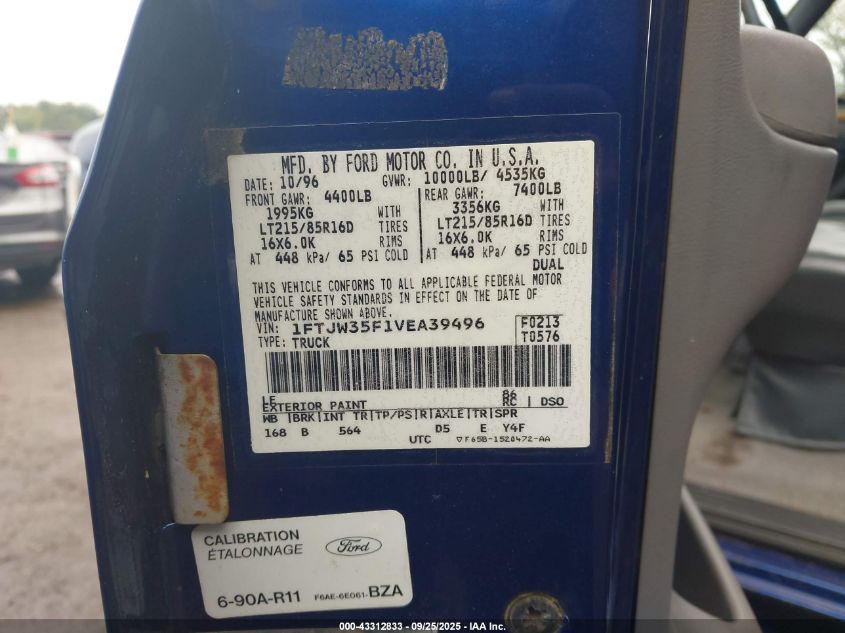 MFD. BY FORD MOTOR CO. IN U.S.A.
DATE: 10/96 GVWR: 10000LB/ 4535KG
FRONT GAWR: 4400LB REAR GAWR: 7400LB
1995KG WITH 3356KG WITH
LT215/85R16D TIRES LT215/85R16D TIRES
16X6.0K RIMS 16X6.0K RIMS
AT 448 kPa/ 65 PSI COLD AT 448 kPa/ 65 PSI COLD
DUAL
THIS VEHICLE CONFORMS TO ALL APPLICABLE FEDERAL MOTOR
VEHICLE SAFETY STANDARDS IN EFFECT ON THE DATE OF
MANUFACTURE SHOWN ABOVE.
VIN: 1FTJW35F1VEA39496 F0213
TYPE: TRUCK T0576
LE 86
EXTERIOR PAINT RC | DSO
WB |BRK|INT TR|TP/PS|R|AXLE|TR|SPR
168 B 564 D5 E Y4F
UTC ▽F65B-1520472-AA
CALIBRATION
ÉTALONNAGE
Ford
6-90A-R11 F6AE-6E061-BZA
000-43312833 — 09/25/2025 — IAA Inc.